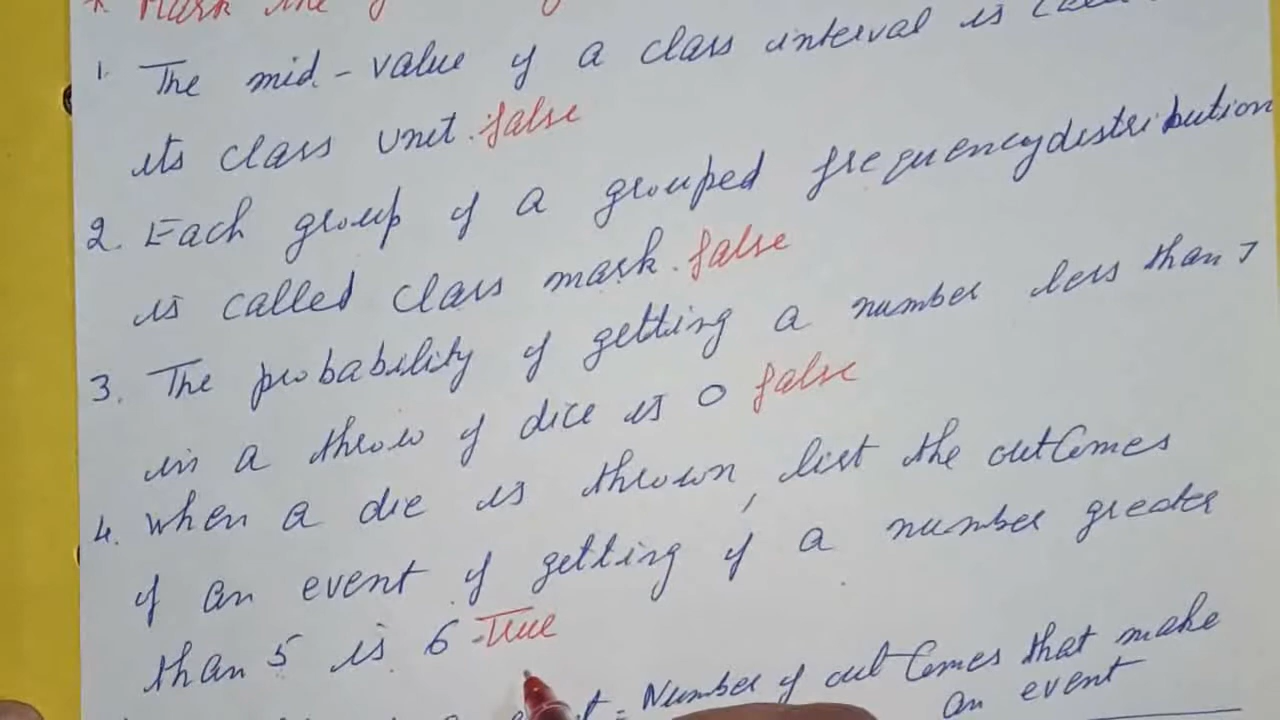 Mark the
1. The mid-value of a class interval is
its class unit. false
2. Each group of a grouped frequency distribution
is called class mark. false
3. The probability of getting a number less than 7
in a throw of dice is 0 false
4. When a die is thrown, list the outcomes
of an event of getting of a number greater
than 5 is 6 - True
= Number of outcomes that make
an event